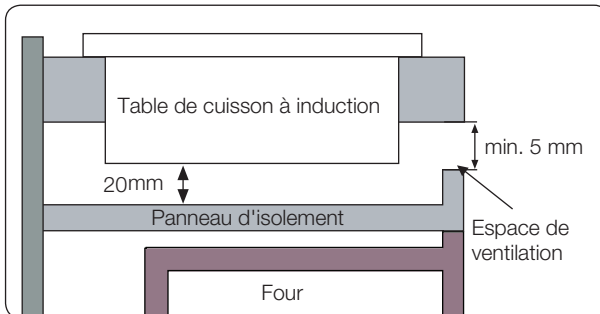 Table de cuisson à induction
min. 5 mm
20mm
Panneau d'isolement
Espace de
ventilation
Four